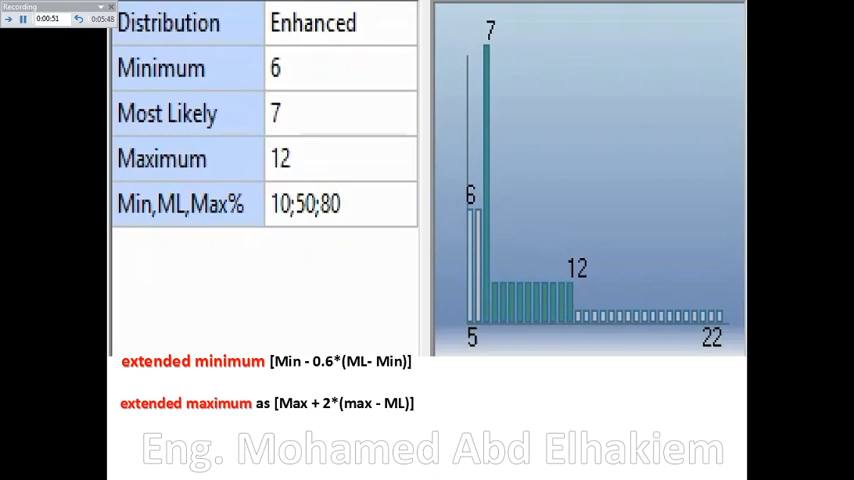 Recording
0:00:51
05:48
Distribution Enhanced
Minimum 6
Most Likely 7
Maximum 12
Min,ML,Max% 10;50;80
7
6
12
5
22
extended minimum [Min - 0.6*(ML- Min)]
extended maximum as [Max + 2*(max - ML)]
Eng. Mohamed Abd Elhakiem